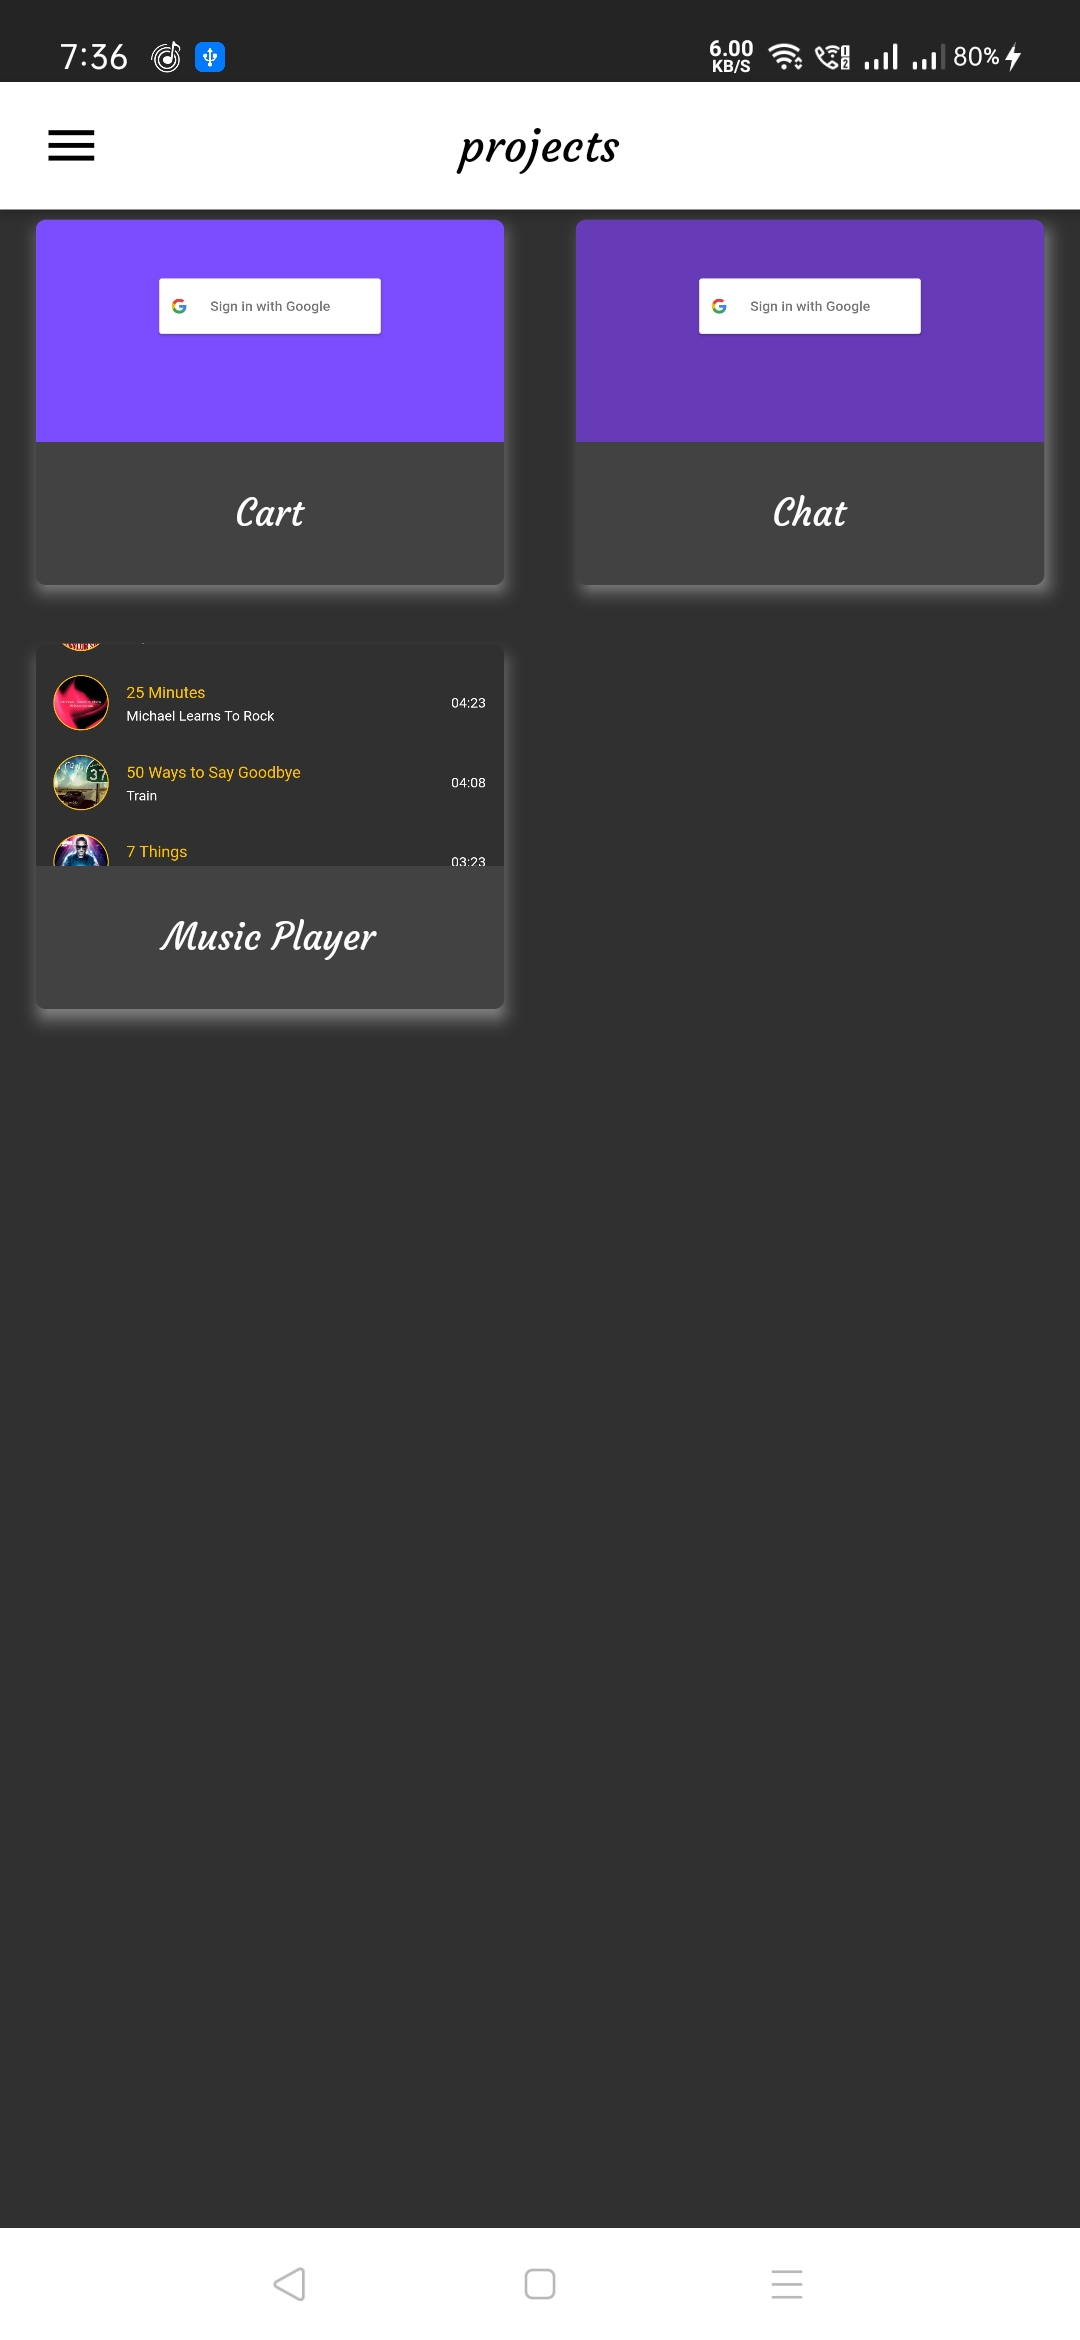 7:36 6.00 KB/S 80%
projects
Sign in with Google
Sign in with Google
Cart
Chat
25 Minutes
Michael Learns To Rock
04:23
50 Ways to Say Goodbye
Train
04:08
7 Things
03:23
Music Player